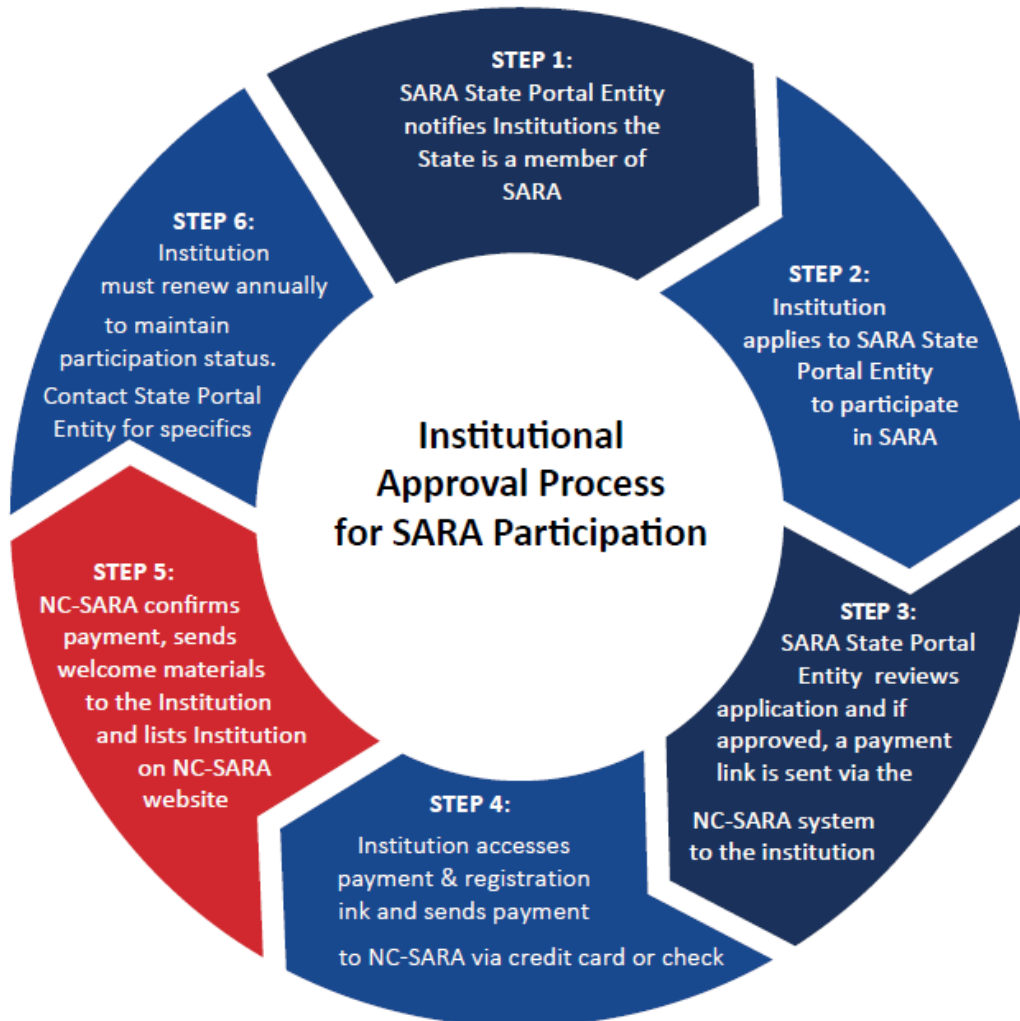 STEP 1:
SARA State Portal Entity
notifies Institutions the
State is a member of
SARA
STEP 2:
Institution
applies to SARA State
Portal Entity
to participate
in SARA
STEP 3:
SARA State Portal
Entity reviews
application and if
approved, a payment
link is sent via the
NC-SARA system
to the institution
STEP 4:
Institution accesses
payment & registration
ink and sends payment
to NC-SARA via credit card or check
STEP 5:
NC-SARA confirms
payment, sends
welcome materials
to the Institution
and lists Institution
on NC-SARA
website
STEP 6:
Institution
must renew annually
to maintain
participation status.
Contact State Portal
Entity for specifics
Institutional
Approval Process
for SARA Participation